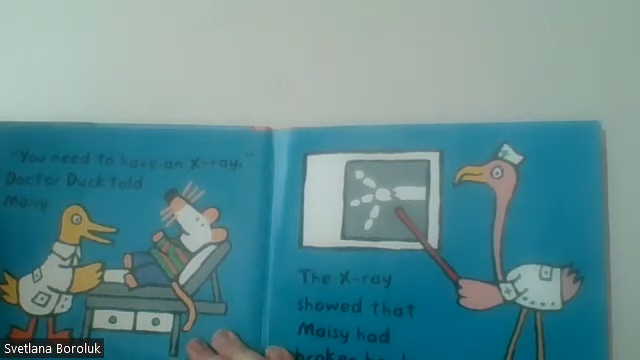 "You need to have an X-ray,"
Doctor Duck told
Maisy
The X-ray
showed that
Maisy had
Svetlana Boroluk